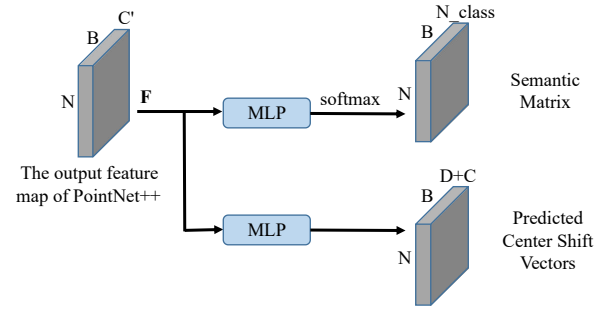 C'
B
N
F
The output feature
map of PointNet++
MLP
softmax
N_class
B
N
Semantic
Matrix
MLP
D+C
B
N
Predicted
Center Shift
Vectors